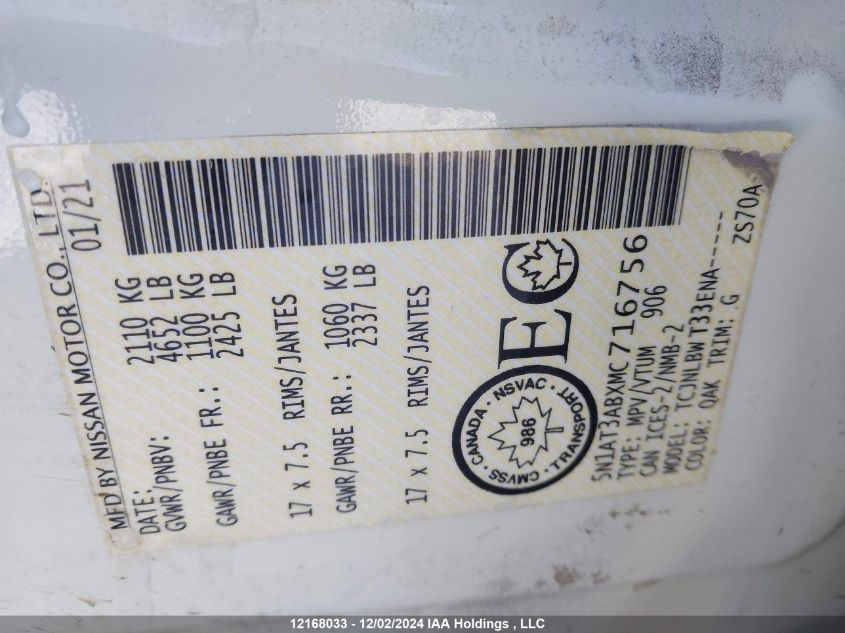 MFD BY NISSAN MOTOR CO., LTD.
DATE: 01/21
GVWR/PNBV: 2110 KG
4652 LB
GAWR/PNBE FR.: 1100 KG
2425 LB
17 x 7.5 RIMS/JANTES
GAWR/PNBE RR.: 1060 KG
2337 LB
17 x 7.5 RIMS/JANTES
CANADA · NSVAC · TRANSPORT · CMVSS
986
EC
T
5N1AT3ABXMC716756
TYPE: MPV/VTUM 906
CAN ICES-2/NMB-2
MODEL: TCJNLBWT33ENA-----
COLOR: QAK TRIM: G ZS70A
12168033 - 12/02/2024 IAA Holdings , LLC